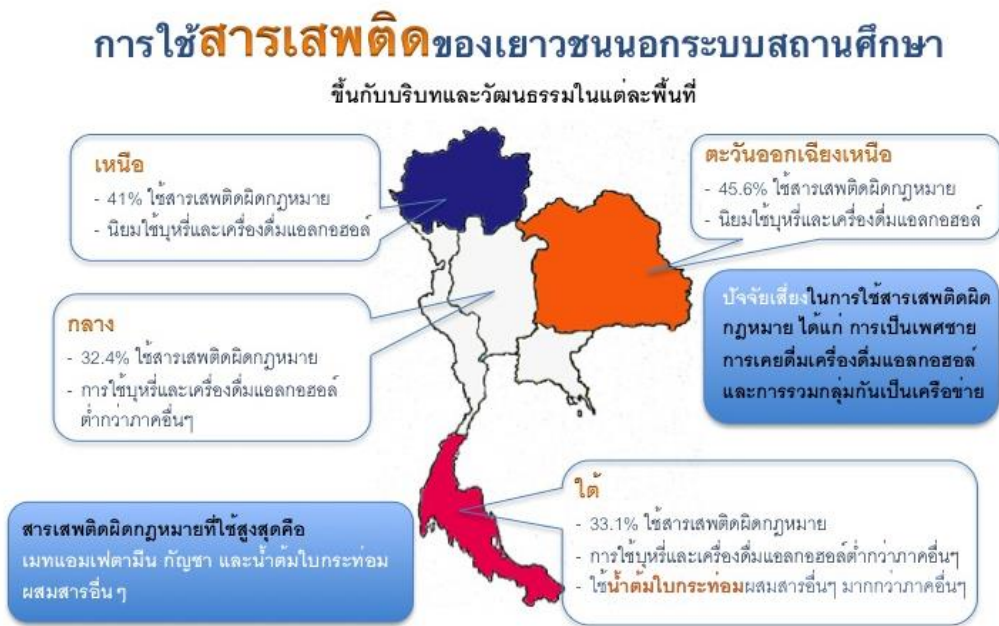 การใช้สารเสพติดของเยาวชนนอกระบบสถานศึกษา
ขึ้นกับบริบทและวัฒนธรรมในแต่ละพื้นที่
เหนือ
- 41% ใช้สารเสพติดผิดกฎหมาย
- นิยมใช้บุหรี่และเครื่องดื่มแอลกอฮอล์
ตะวันออกเฉียงเหนือ
- 45.6% ใช้สารเสพติดผิดกฎหมาย
- นิยมใช้บุหรี่และเครื่องดื่มแอลกอฮอล์
ปัจจัยเสี่ยงในการใช้สารเสพติดผิด
กฎหมาย ได้แก่ การเป็นเพศชาย
การเคยดื่มเครื่องดื่มแอลกอฮอล์
และการรวมกลุ่มกันเป็นเครือข่าย
กลาง
- 32.4% ใช้สารเสพติดผิดกฎหมาย
- การใช้บุหรี่และเครื่องดื่มแอลกอฮอล์
ต่ำกว่าภาคอื่นๆ
ใต้
- 33.1% ใช้สารเสพติดผิดกฎหมาย
- การใช้บุหรี่และเครื่องดื่มแอลกอฮอล์ต่ำกว่าภาคอื่นๆ
- ใช้น้ำต้มใบกระท่อมผสมสารอื่นๆ มากกว่าภาคอื่นๆ
สารเสพติดผิดกฎหมายที่ใช้สูงสุดคือ
เมทแอมเฟตามีน กัญชา และน้ำต้มใบกระท่อม
ผสมสารอื่นๆ